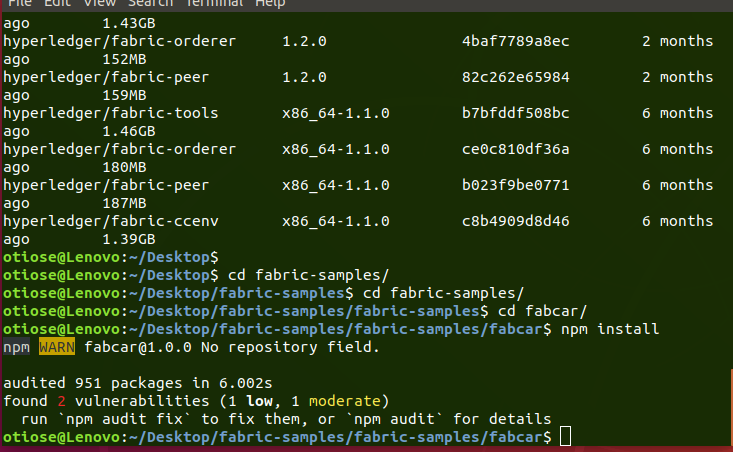 File Edit View Search Terminal Help
ago 1.43GB
hyperledger/fabric-orderer 1.2.0 4baf7789a8ec 2 months
ago 152MB
hyperledger/fabric-peer 1.2.0 82c262e65984 2 months
ago 159MB
hyperledger/fabric-tools x86_64-1.1.0 b7bfddf508bc 6 months
ago 1.46GB
hyperledger/fabric-orderer x86_64-1.1.0 ce0c810df36a 6 months
ago 180MB
hyperledger/fabric-peer x86_64-1.1.0 b023f9be0771 6 months
ago 187MB
hyperledger/fabric-ccenv x86_64-1.1.0 c8b4909d8d46 6 months
ago 1.39GB
otiose@Lenovo:~/Desktop$
otiose@Lenovo:~/Desktop$ cd fabric-samples/
otiose@Lenovo:~/Desktop/fabric-samples$ cd fabric-samples/
otiose@Lenovo:~/Desktop/fabric-samples/fabric-samples$ cd fabcar/
otiose@Lenovo:~/Desktop/fabric-samples/fabric-samples/fabcar$ npm install
npm WARN fabcar@1.0.0 No repository field.
audited 951 packages in 6.002s
found 2 vulnerabilities (1 low, 1 moderate)
run `npm audit fix` to fix them, or `npm audit` for details
otiose@Lenovo:~/Desktop/fabric-samples/fabric-samples/fabcar$